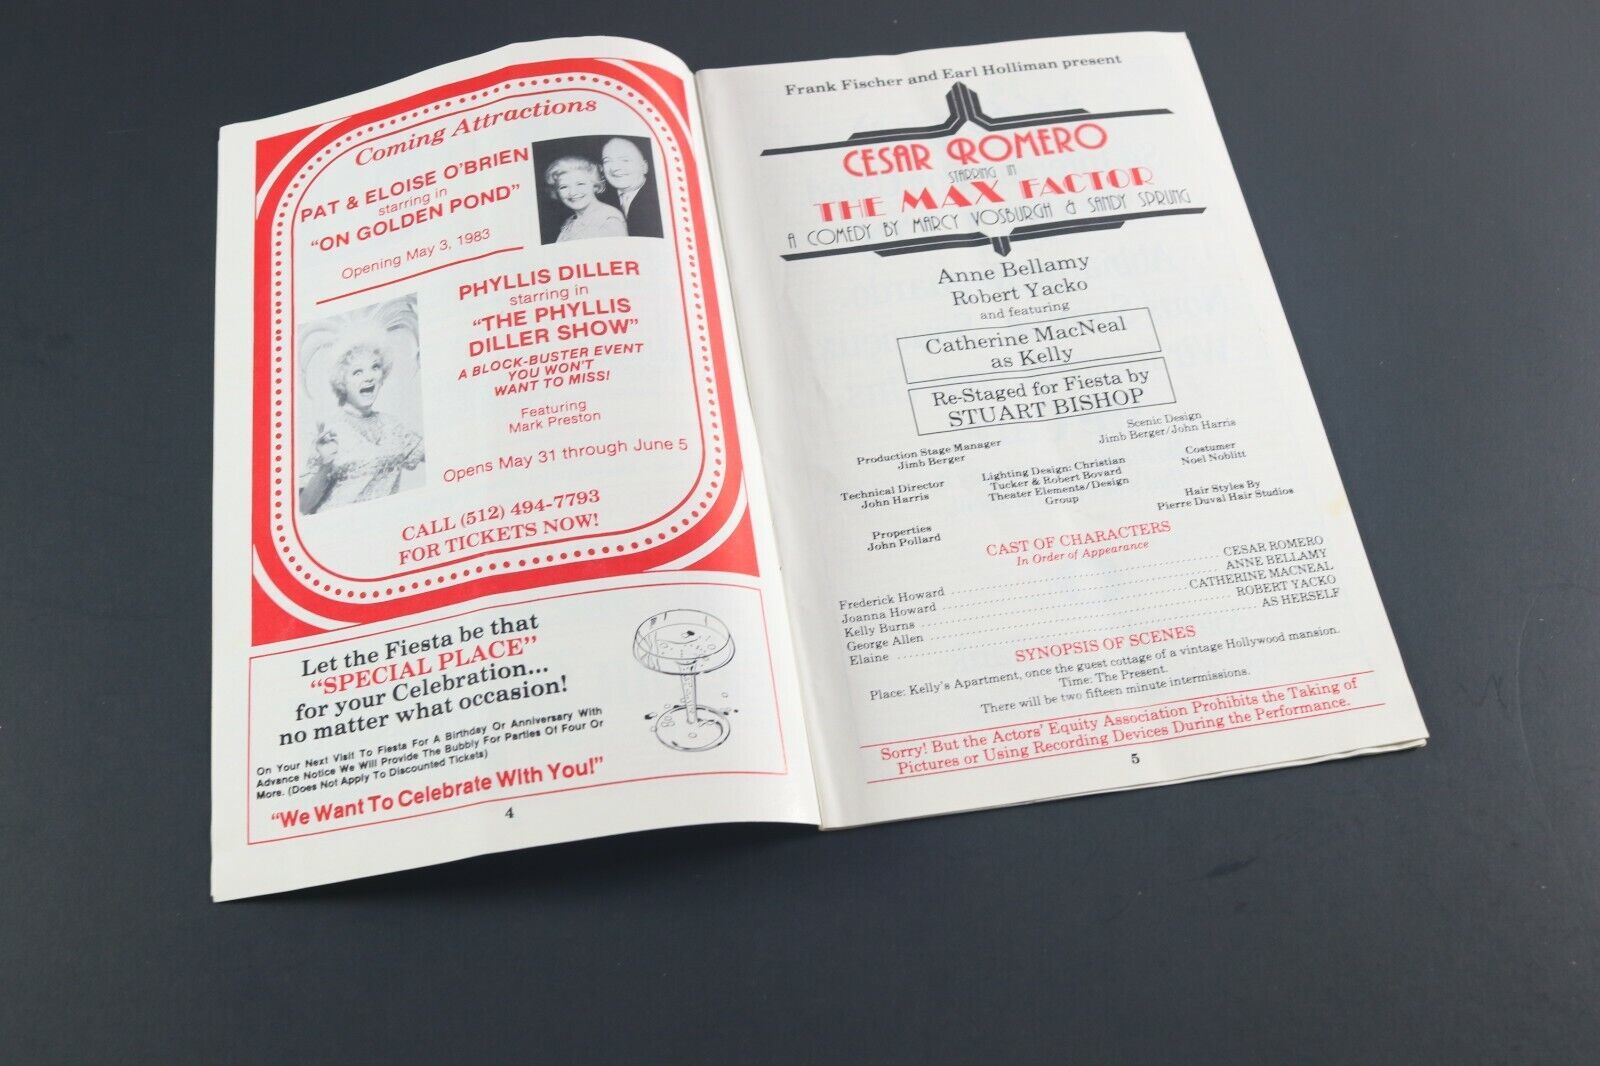 Coming Attractions
PAT & ELOISE O'BRIEN
starring in
"ON GOLDEN POND"
Opening May 3, 1983
PHYLLIS DILLER
starring in
"THE PHYLLIS
DILLER SHOW"
A BLOCK-BUSTER EVENT
YOU WON'T
WANT TO MISS!
Featuring
Mark Preston
Opens May 31 through June 5
CALL (512) 494-7793
FOR TICKETS NOW!
Let the Fiesta be that
"SPECIAL PLACE"
for your Celebration...
no matter what occasion!
On Your Next Visit To Fiesta For A Birthday Or Anniversary With
Advance Notice We Will Provide The Bubbly For Parties Of Four Or
More. (Does Not Apply To Discounted Tickets)
"We Want To Celebrate With You!"
4
Frank Fischer and Earl Holliman present
CESAR ROMERO
STARRING IN
THE MAX FACTOR
A COMEDY BY MARCY VOSBURGH & SANDY SPRUNG
Anne Bellamy
Robert Yacko
and featuring
Catherine MacNeal
as Kelly
Re-Staged for Fiesta by
STUART BISHOP
Production Stage Manager
Jimb Berger
Scenic Design
Jimb Berger/John Harris
Technical Director
John Harris
Lighting Design: Christian
Tucker & Robert Bovard
Theater Elements/Design
Group
Costumer
Noel Noblitt
Properties
John Pollard
Hair Styles By
Pierre Duval Hair Studios
CAST OF CHARACTERS
In Order of Appearance
Frederick Howard ........ CESAR ROMERO
Joanna Howard ........ ANNE BELLAMY
Kelly Burns ........ CATHERINE MACNEAL
George Allen ........ ROBERT YACKO
Elaine ........ AS HERSELF
SYNOPSIS OF SCENES
Place: Kelly's Apartment, once the guest cottage of a vintage Hollywood mansion.
Time: The Present.
There will be two fifteen minute intermissions.
Sorry! But the Actors' Equity Association Prohibits the Taking of
Pictures or Using Recording Devices During the Performance.
5